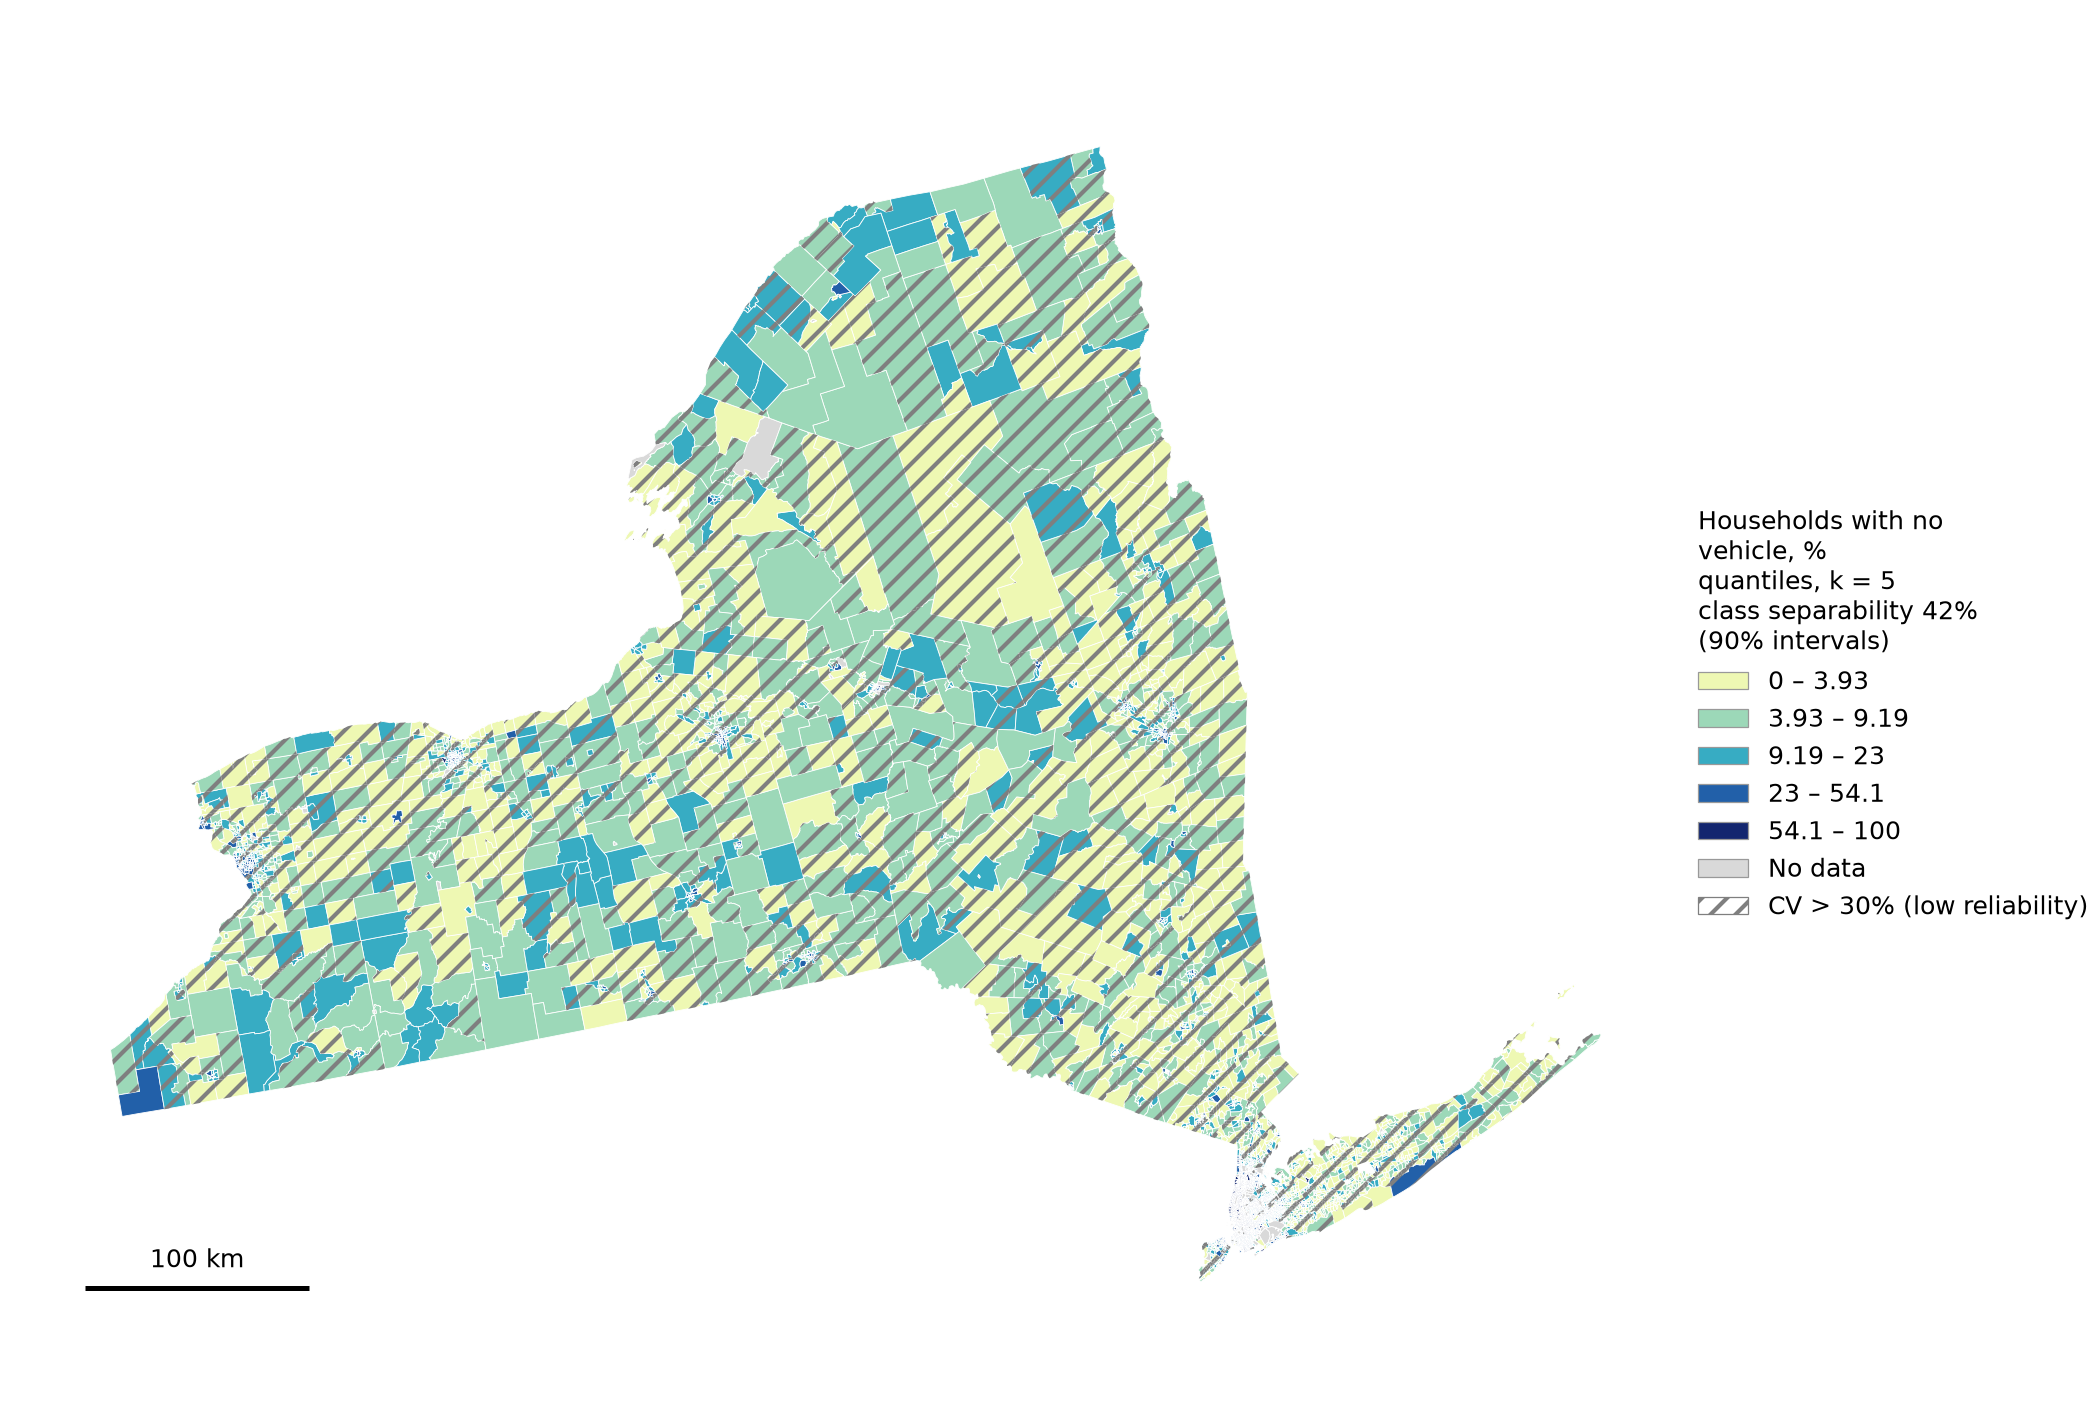 Households with no
vehicle, %
quantiles, k = 5
class separability 42%
(90% intervals)
0 – 3.93
3.93 – 9.19
9.19 – 23
23 – 54.1
54.1 – 100
No data
CV > 30% (low reliability)
100 km